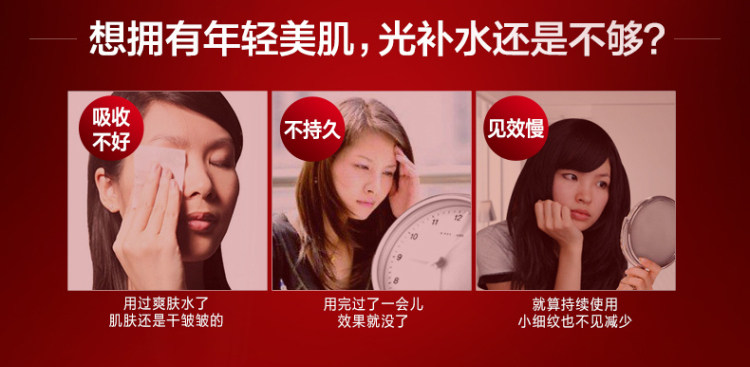 想拥有年轻美肌，光补水还是不够？
吸收
不好
不持久
见效慢
用过爽肤水了
肌肤还是干皱皱的
用完过了一会儿
效果就没了
就算持续使用
小细纹也不见减少